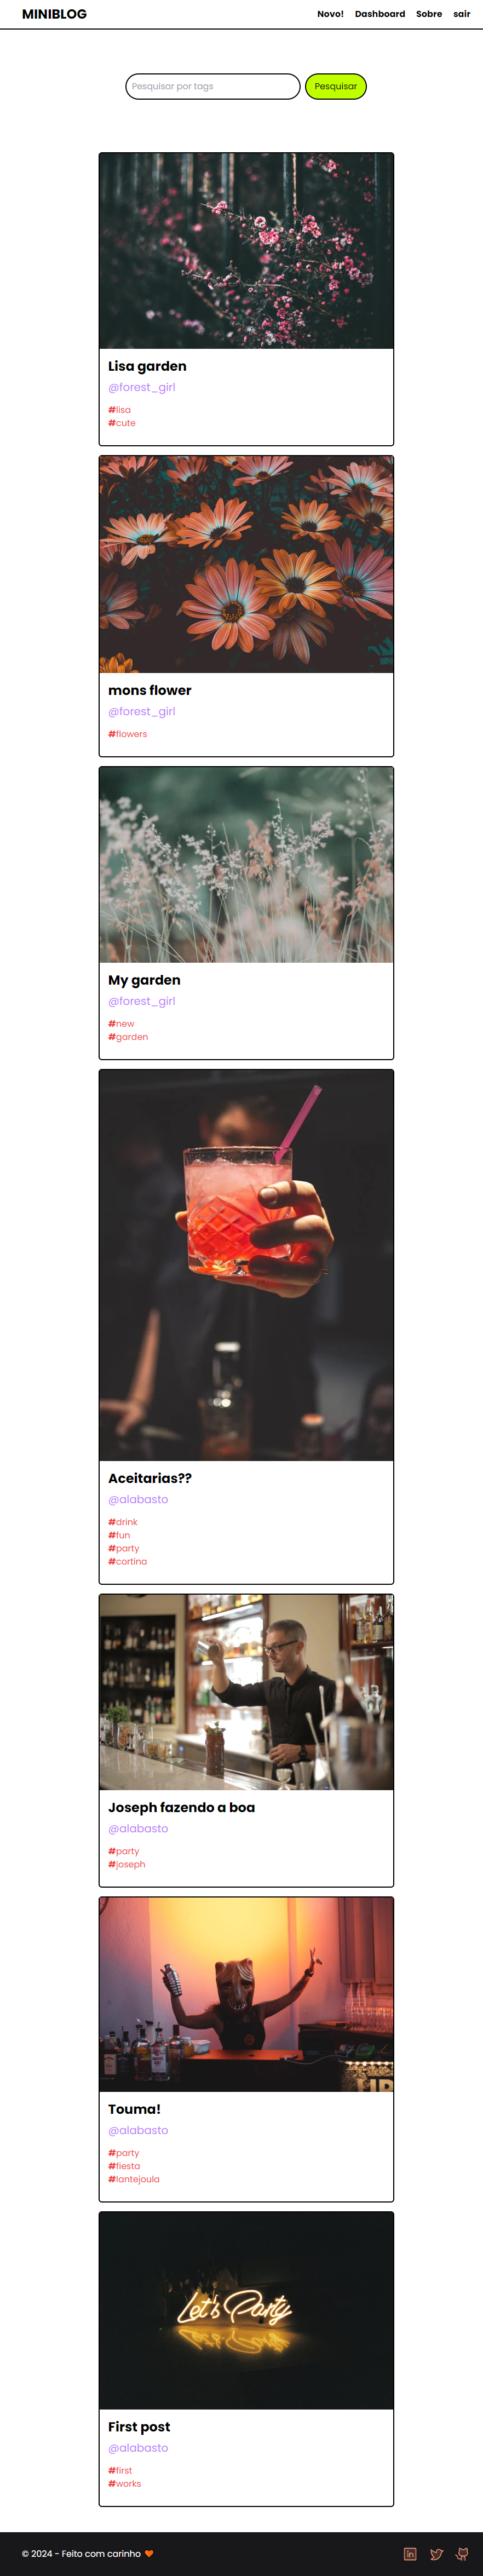 MINIBLOG
Novo! Dashboard Sobre sair
Pesquisar por tags Pesquisar
Lisa garden
@forest_girl
#lisa
#cute
mons flower
@forest_girl
#flowers
My garden
@forest_girl
#new
#garden
Aceitarias??
@alabasto
#drink
#fun
#party
#cortina
Joseph fazendo a boa
@alabasto
#party
#joseph
Touma!
@alabasto
#party
#fiesta
#lantejoula
Let's Party
First post
@alabasto
#first
#works
© 2024 - Feito com carinho
in